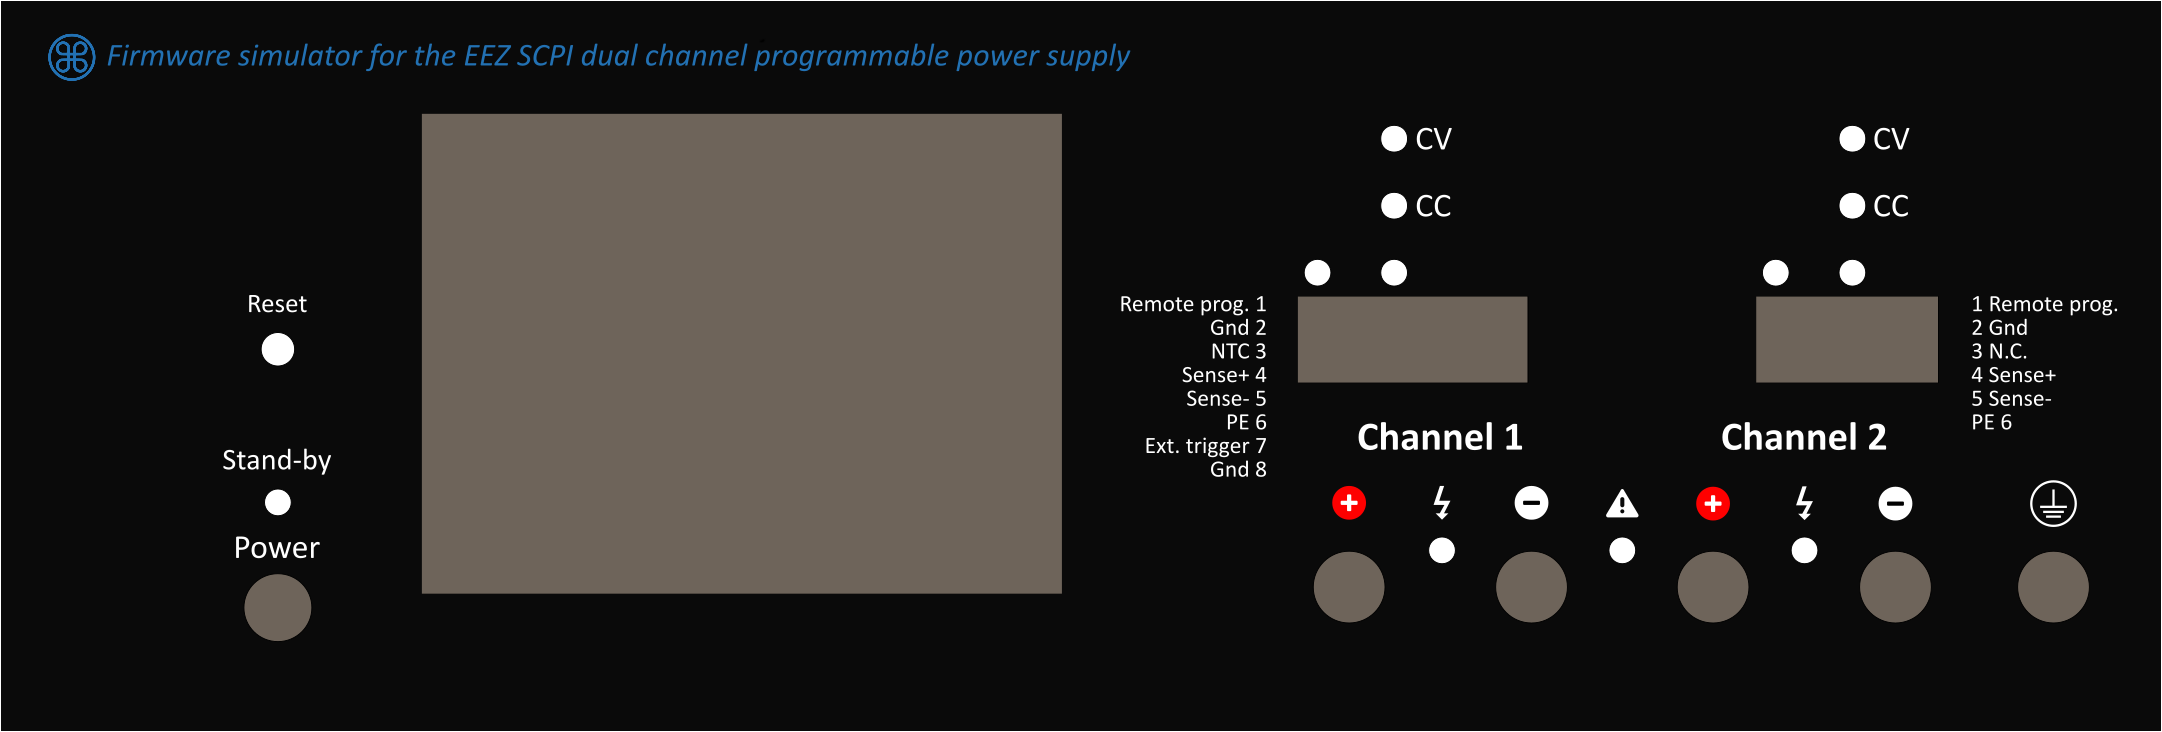 Firmware simulator for the EEZ SCPI dual channel programmable power supply
Reset
Stand-by
Power
CV
CC
Remote prog. 1
Gnd 2
NTC 3
Sense+ 4
Sense- 5
PE 6
Ext. trigger 7
Gnd 8
Channel 1
CV
CC
1 Remote prog.
2 Gnd
3 N.C.
4 Sense+
5 Sense-
PE 6
Channel 2